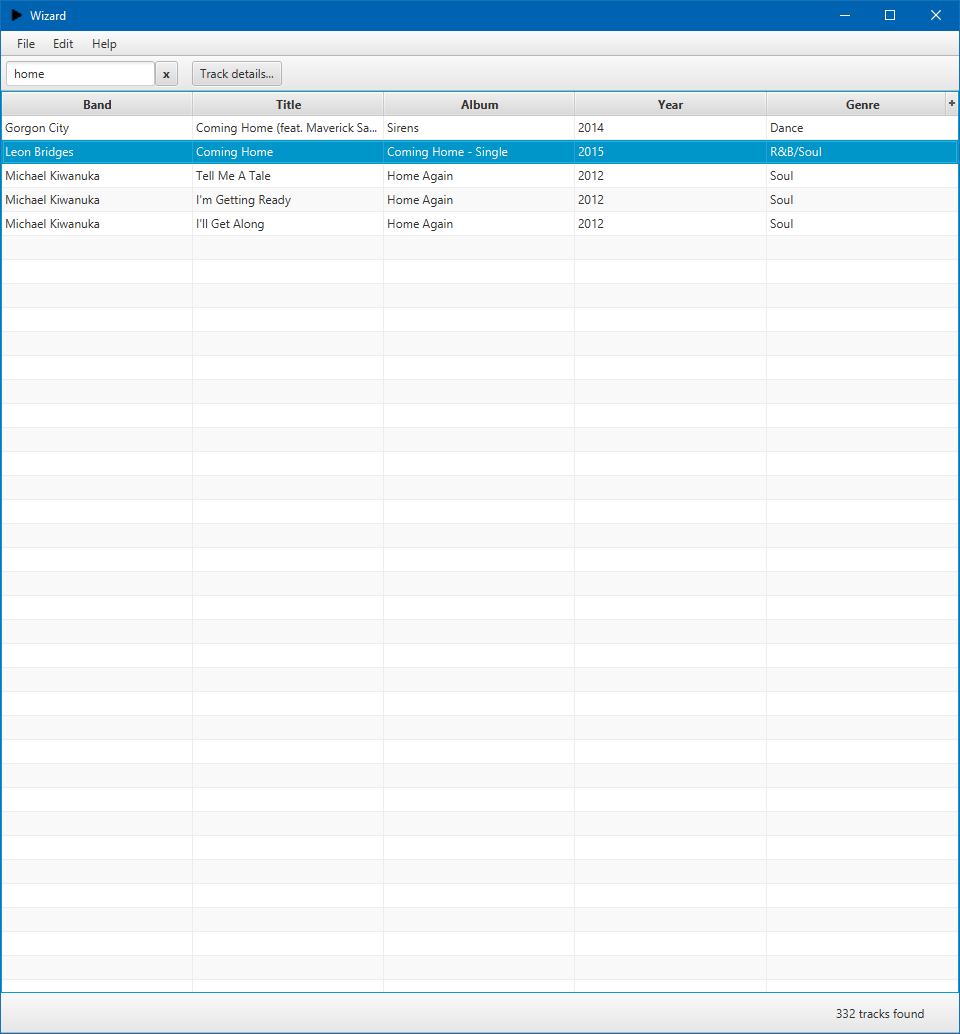 Wizard
File Edit Help
home x Track details...
Band Title Album Year Genre +
Gorgon City Coming Home (feat. Maverick Sa... Sirens 2014 Dance
Leon Bridges Coming Home Coming Home - Single 2015 R&B/Soul
Michael Kiwanuka Tell Me A Tale Home Again 2012 Soul
Michael Kiwanuka I'm Getting Ready Home Again 2012 Soul
Michael Kiwanuka I'll Get Along Home Again 2012 Soul
332 tracks found